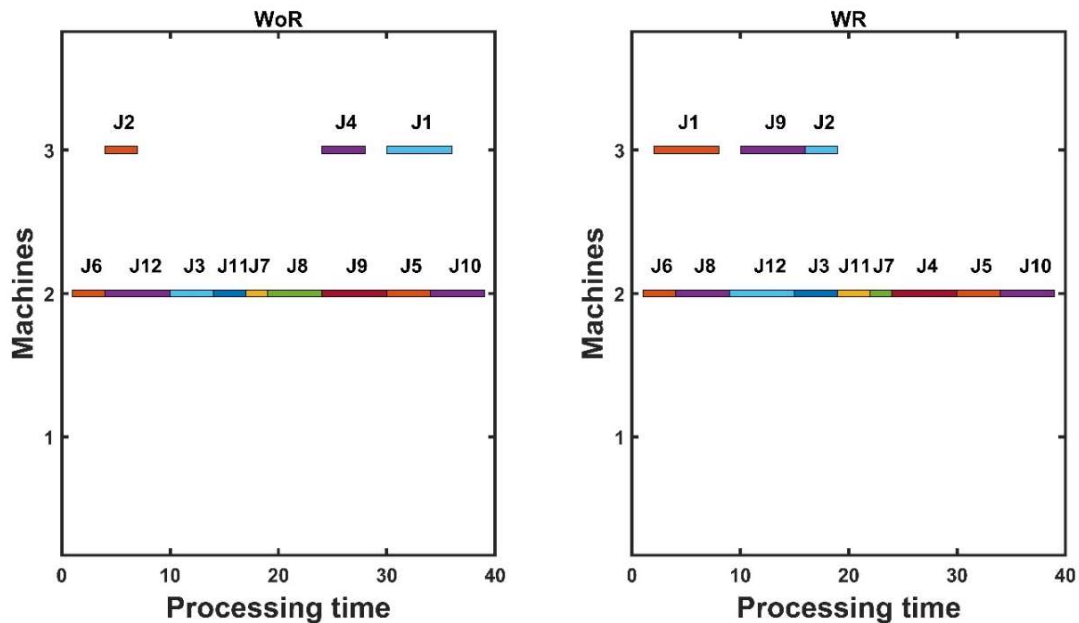 WoR
J2 J4 J1
3
J6 J12 J3 J11 J7 J8 J9 J5 J10
2
1
Machines
0 10 20 30 40
Processing time
WR
J1 J9 J2
3
J6 J8 J12 J3 J11 J7 J4 J5 J10
2
1
Machines
0 10 20 30 40
Processing time